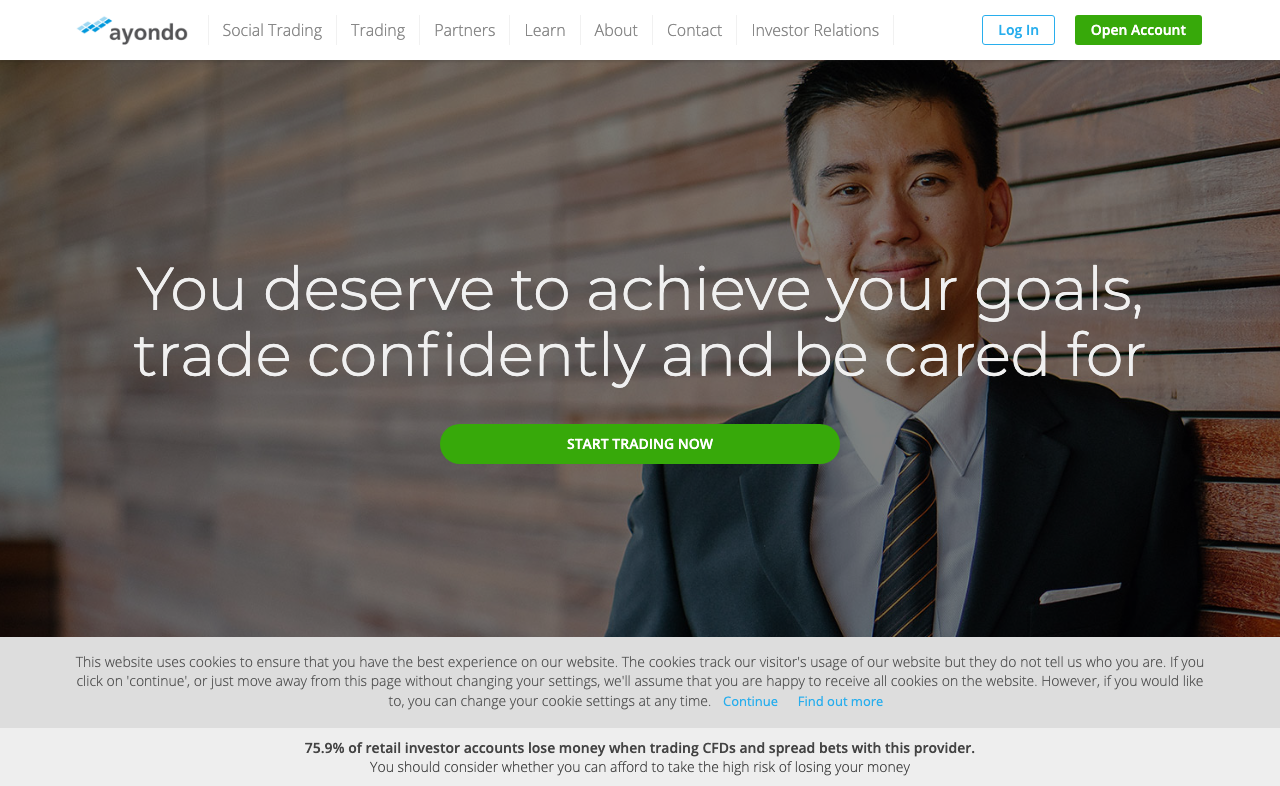 ayondo
Social Trading
Trading
Partners
Learn
About
Contact
Investor Relations
Log In
Open Account
You deserve to achieve your goals,
trade confidently and be cared for
START TRADING NOW
This website uses cookies to ensure that you have the best experience on our website. The cookies track our visitor's usage of our website but they do not tell us who you are. If you
click on 'continue', or just move away from this page without changing your settings, we'll assume that you are happy to receive all cookies on the website. However, if you would like
to, you can change your cookie settings at any time. Continue Find out more
75.9% of retail investor accounts lose money when trading CFDs and spread bets with this provider.
You should consider whether you can afford to take the high risk of losing your money